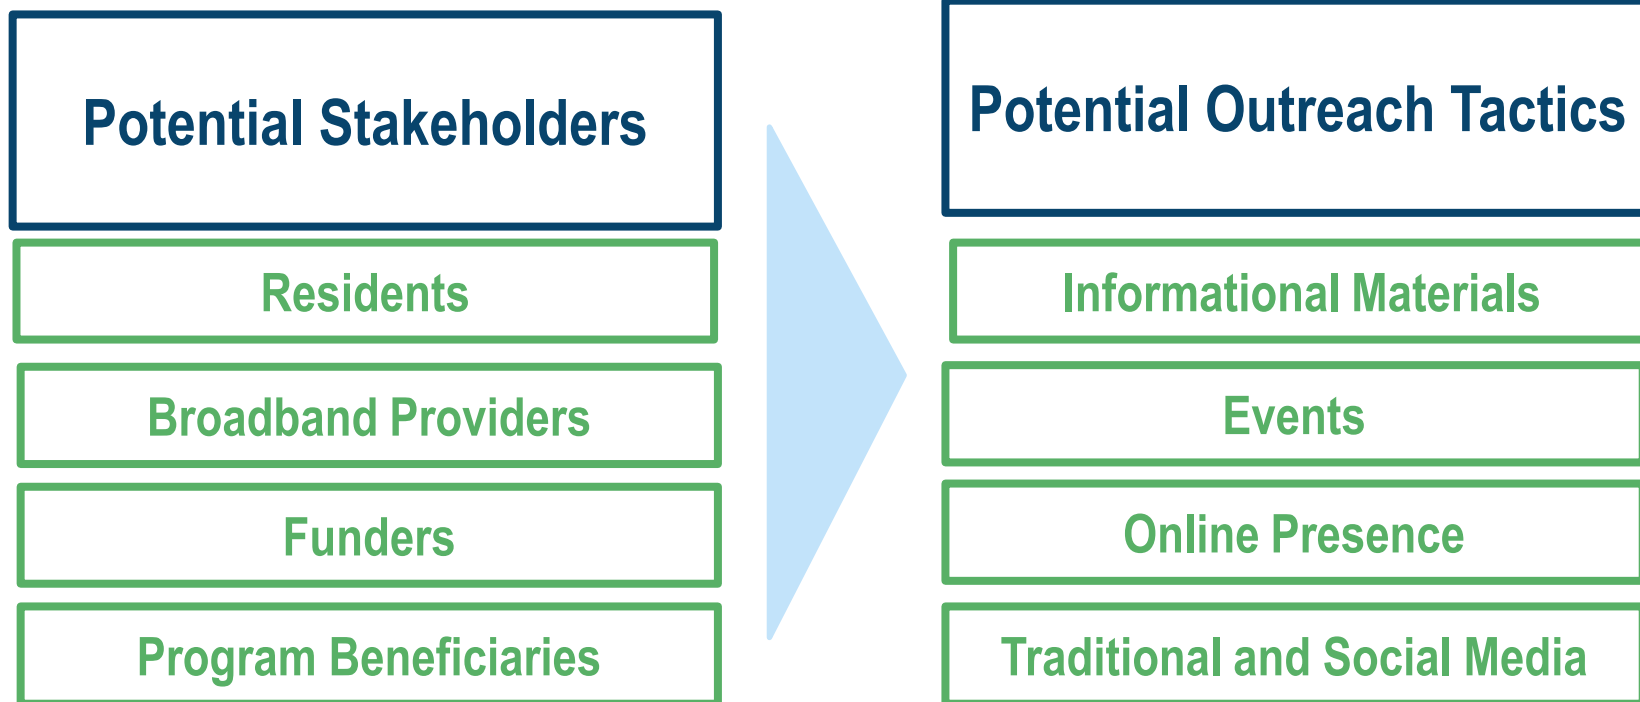 Potential Stakeholders
Residents
Broadband Providers
Funders
Program Beneficiaries
Potential Outreach Tactics
Informational Materials
Events
Online Presence
Traditional and Social Media